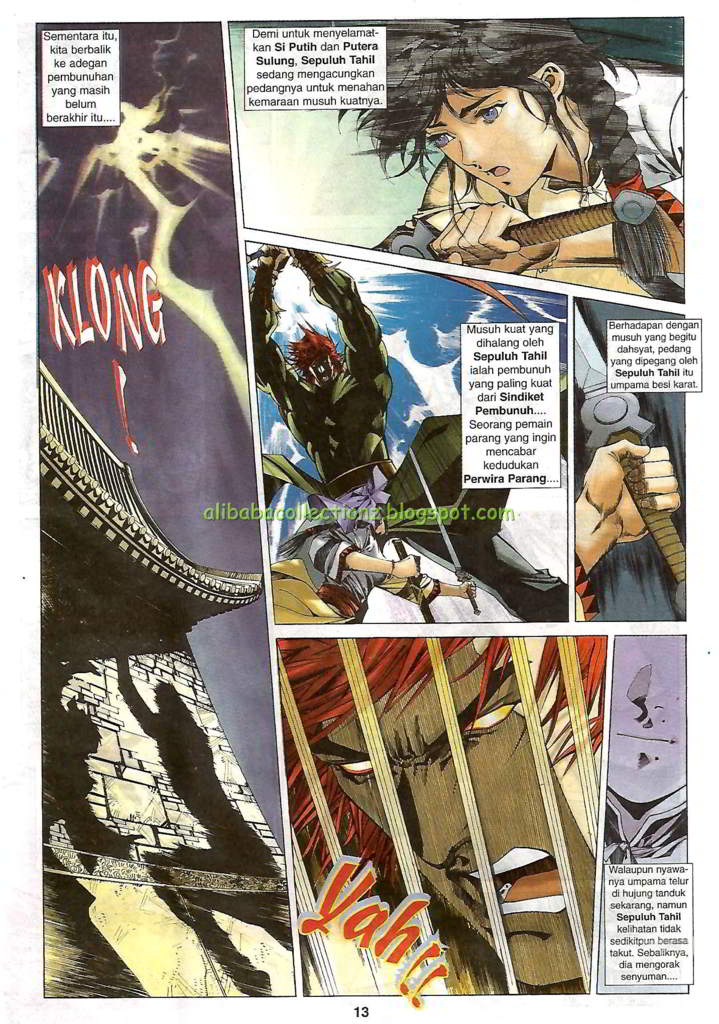 Sementara itu,
kita berbalik
ke adegan
pembunuhan
yang masih
belum
berakhir itu....
Demi untuk menyelamat-
kan Si Putih dan Putera
Sulung, Sepuluh Tahil
sedang mengacungkan
pedangnya untuk menahan
kemaraan musuh kuatnya.
KLONG
!
Musuh kuat yang
dihalang oleh
Sepuluh Tahil
ialah pembunuh
yang paling kuat
dari Sindiket
Pembunuh....
Seorang pemain
parang yang ingin
mencabar
kedudukan
Perwira Parang....
Berhadapan dengan
musuh yang begitu
dahsyat, pedang
yang dipegang oleh
Sepuluh Tahil itu
umpama besi karat.
alibabacollectionz.blogspot.com
Yah!!
Walaupun nyawa-
nya umpama telur
di hujung tanduk
sekarang, namun
Sepuluh Tahil
kelihatan tidak
sedikitpun berasa
takut. Sebaliknya,
dia mengorak
senyuman....
13